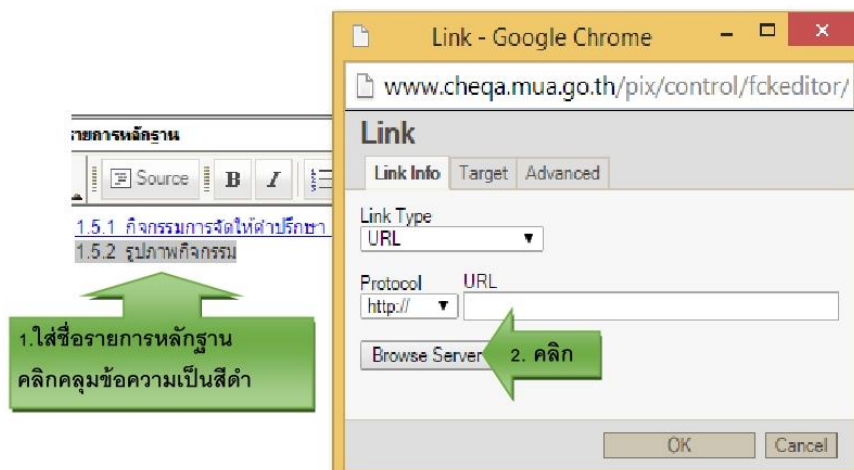 Link - Google Chrome
www.cheqa.mua.go.th/pix/control/fckeditor/
Link
Link Info Target Advanced
Link Type
URL
Protocol URL
http://
Browse Server
2. คลิก
OK Cancel
รายการหลักฐาน
Source B I
1.5.1 กิจกรรมการจัดให้คำปรึกษา
1.5.2 รูปภาพกิจกรรม
1.ใส่ชื่อรายการหลักฐาน
คลิกคลุมข้อความเป็นสีดำ